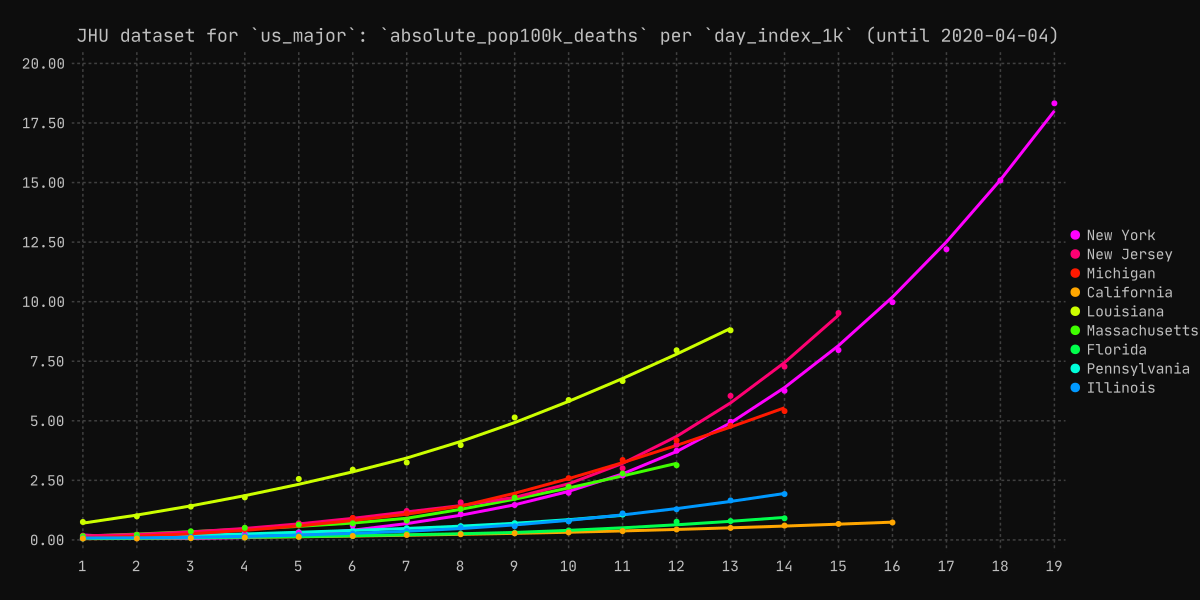 JHU dataset for `us_major`: `absolute_pop100k_deaths` per `day_index_1k` (until 2020-04-04)
20.00
17.50
15.00
12.50
10.00
7.50
5.00
2.50
0.00
1 2 3 4 5 6 7 8 9 10 11 12 13 14 15 16 17 18 19
New York
New Jersey
Michigan
California
Louisiana
Massachusetts
Florida
Pennsylvania
Illinois